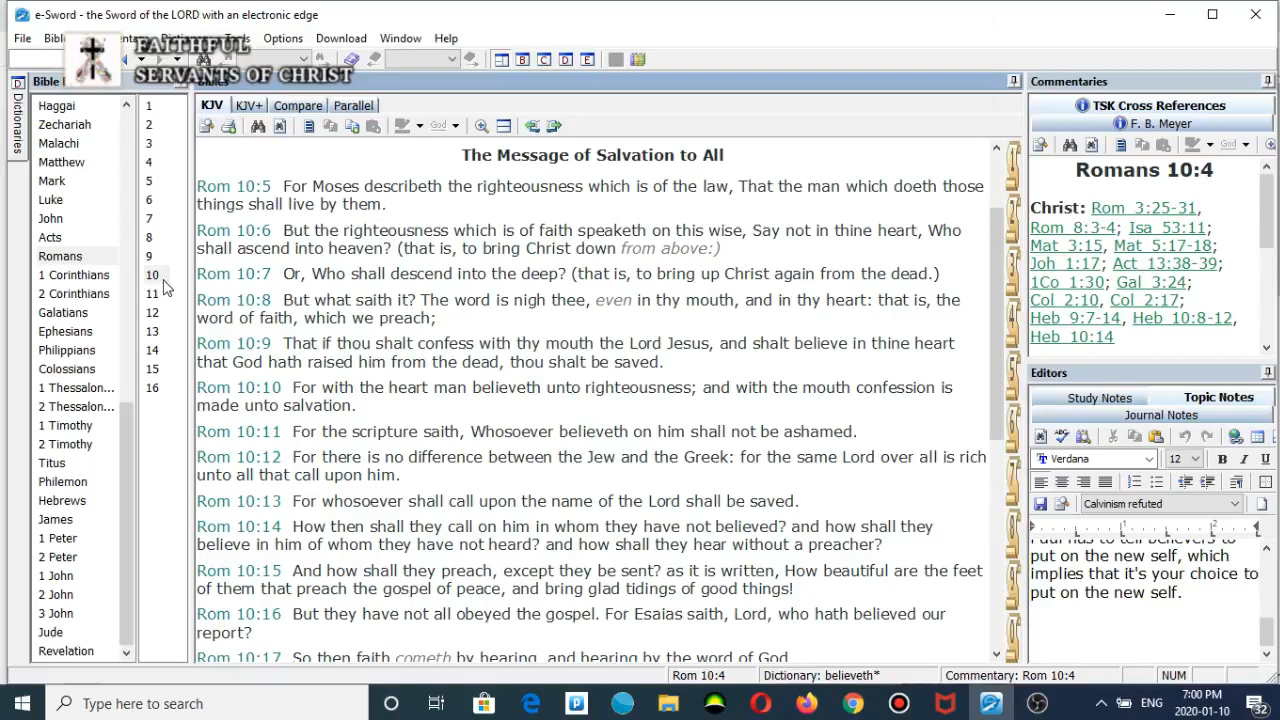 e-Sword - the Sword of the LORD with an electronic edge
File Options Download Window Help
FAITHFUL
SERVANTS OF CHRIST
Dictionaries
Haggai
Zechariah
Malachi
Matthew
Mark
Luke
John
Acts
Romans
1 Corinthians
2 Corinthians
Galatians
Ephesians
Philippians
Colossians
1 Thessalon...
2 Thessalon...
1 Timothy
2 Timothy
Titus
Philemon
Hebrews
James
1 Peter
2 Peter
1 John
2 John
3 John
Jude
Revelation
1
2
3
4
5
6
7
8
9
10
11
12
13
14
15
16
Bibles
KJV KJV+ Compare Parallel
The Message of Salvation to All
Rom 10:5 For Moses describeth the righteousness which is of the law, That the man which doeth those
things shall live by them.
Rom 10:6 But the righteousness which is of faith speaketh on this wise, Say not in thine heart, Who
shall ascend into heaven? (that is, to bring Christ down from above:)
Rom 10:7 Or, Who shall descend into the deep? (that is, to bring up Christ again from the dead.)
Rom 10:8 But what saith it? The word is nigh thee, even in thy mouth, and in thy heart: that is, the
word of faith, which we preach;
Rom 10:9 That if thou shalt confess with thy mouth the Lord Jesus, and shalt believe in thine heart
that God hath raised him from the dead, thou shalt be saved.
Rom 10:10 For with the heart man believeth unto righteousness; and with the mouth confession is
made unto salvation.
Rom 10:11 For the scripture saith, Whosoever believeth on him shall not be ashamed.
Rom 10:12 For there is no difference between the Jew and the Greek: for the same Lord over all is rich
unto all that call upon him.
Rom 10:13 For whosoever shall call upon the name of the Lord shall be saved.
Rom 10:14 How then shall they call on him in whom they have not believed? and how shall they
believe in him of whom they have not heard? and how shall they hear without a preacher?
Rom 10:15 And how shall they preach, except they be sent? as it is written, How beautiful are the feet
of them that preach the gospel of peace, and bring glad tidings of good things!
Rom 10:16 But they have not all obeyed the gospel. For Esaias saith, Lord, who hath believed our
report?
Rom 10:17 So then faith cometh by hearing, and hearing by the word of God.
Commentaries
TSK Cross References
F. B. Meyer
Romans 10:4
Christ: Rom 3:25-31,
Rom 8:3-4; Isa 53:11;
Mat 3:15, Mat 5:17-18;
Joh 1:17; Act 13:38-39;
1Co 1:30; Gal 3:24;
Col 2:10, Col 2:17;
Heb 9:7-14, Heb 10:8-12,
Heb 10:14
Editors
Study Notes Topic Notes
Journal Notes
Verdana 12 B I U
Calvinism refuted
Paul has to tell believers to
put on the new self, which
implies that it's your choice to
put on the new self.
Rom 10:4 Dictionary: believeth* Commentary: Rom 10:4 NUM
Type here to search
ENG
7:00 PM
2020-01-10
32